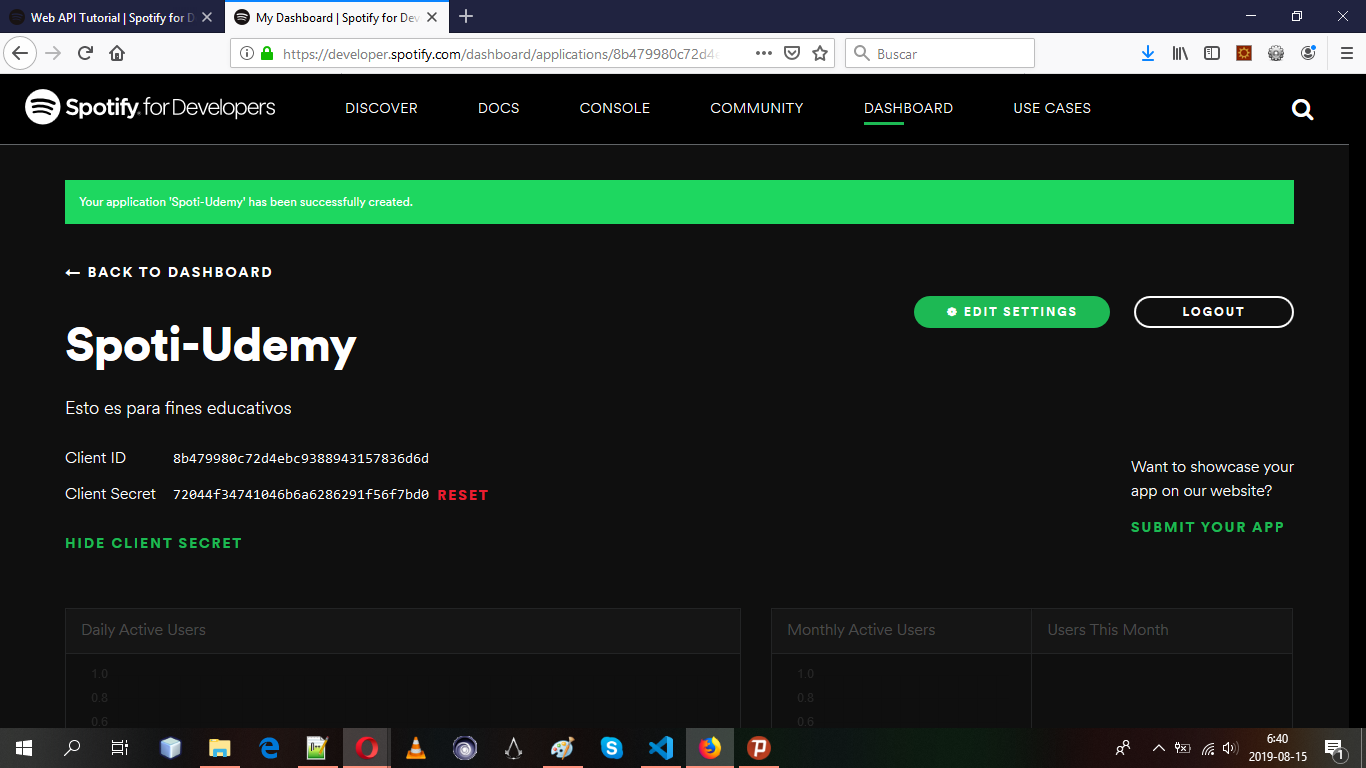 Web API Tutorial | Spotify for D
My Dashboard | Spotify for Dev
https://developer.spotify.com/dashboard/applications/8b479980c72d4e
Buscar
Spotify for Developers
DISCOVER
DOCS
CONSOLE
COMMUNITY
DASHBOARD
USE CASES
Your application 'Spoti-Udemy' has been successfully created.
← BACK TO DASHBOARD
EDIT SETTINGS
LOGOUT
Spoti-Udemy
Esto es para fines educativos
Client ID 8b479980c72d4ebc9388943157836d6d
Client Secret 72044f34741046b6a6286291f56f7bd0 RESET
HIDE CLIENT SECRET
Want to showcase your
app on our website?
SUBMIT YOUR APP
Daily Active Users
1.0
0.8
0.6
Monthly Active Users
1.0
0.8
0.6
Users This Month
6:40
2019-08-15
1